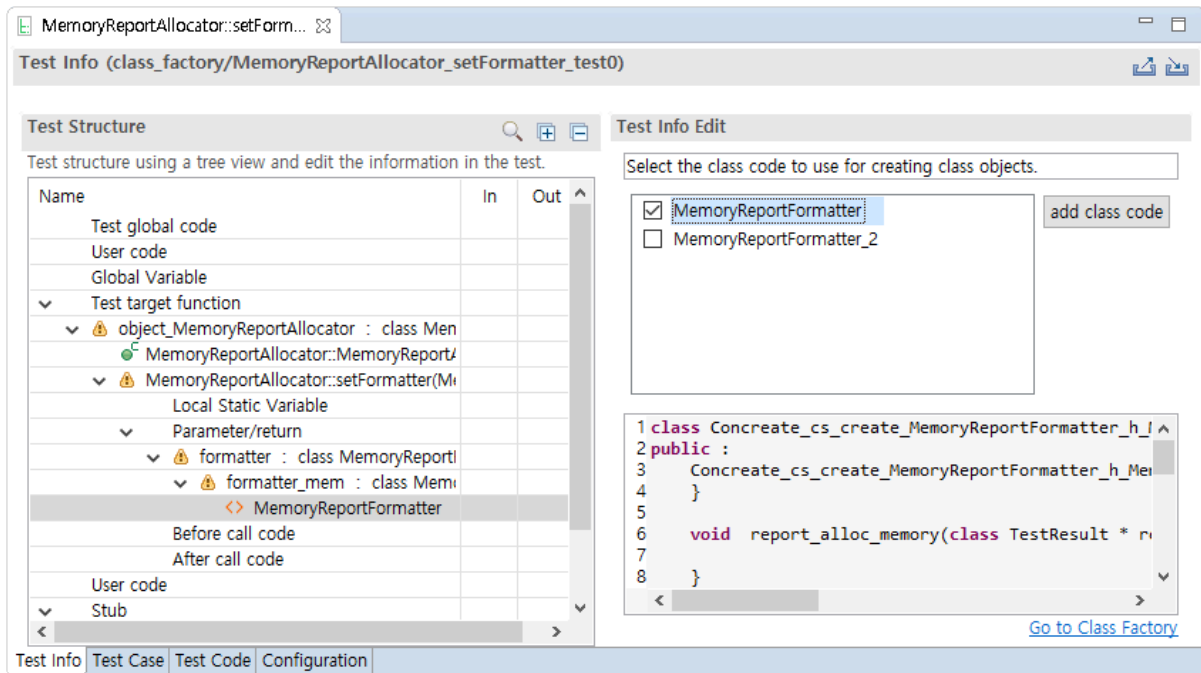 MemoryReportAllocator::setForm...
Test Info (class_factory/MemoryReportAllocator_setFormatter_test0)
Test Structure
Test structure using a tree view and edit the information in the test.
Name In Out
Test global code
User code
Global Variable
Test target function
object_MemoryReportAllocator : class Mem
MemoryReportAllocator::MemoryReportA
MemoryReportAllocator::setFormatter(Me
Local Static Variable
Parameter/return
formatter : class MemoryReportF
formatter_mem : class Memo
MemoryReportFormatter
Before call code
After call code
User code
Stub
Test Info Edit
Select the class code to use for creating class objects.
MemoryReportFormatter
MemoryReportFormatter_2
add class code
1 class Concreate_cs_create_MemoryReportFormatter_h_M
2 public :
3 Concreate_cs_create_MemoryReportFormatter_h_Mem
4 }
5
6 void report_alloc_memory(class TestResult * re
7
8 }
Go to Class Factory
Test Info Test Case Test Code Configuration